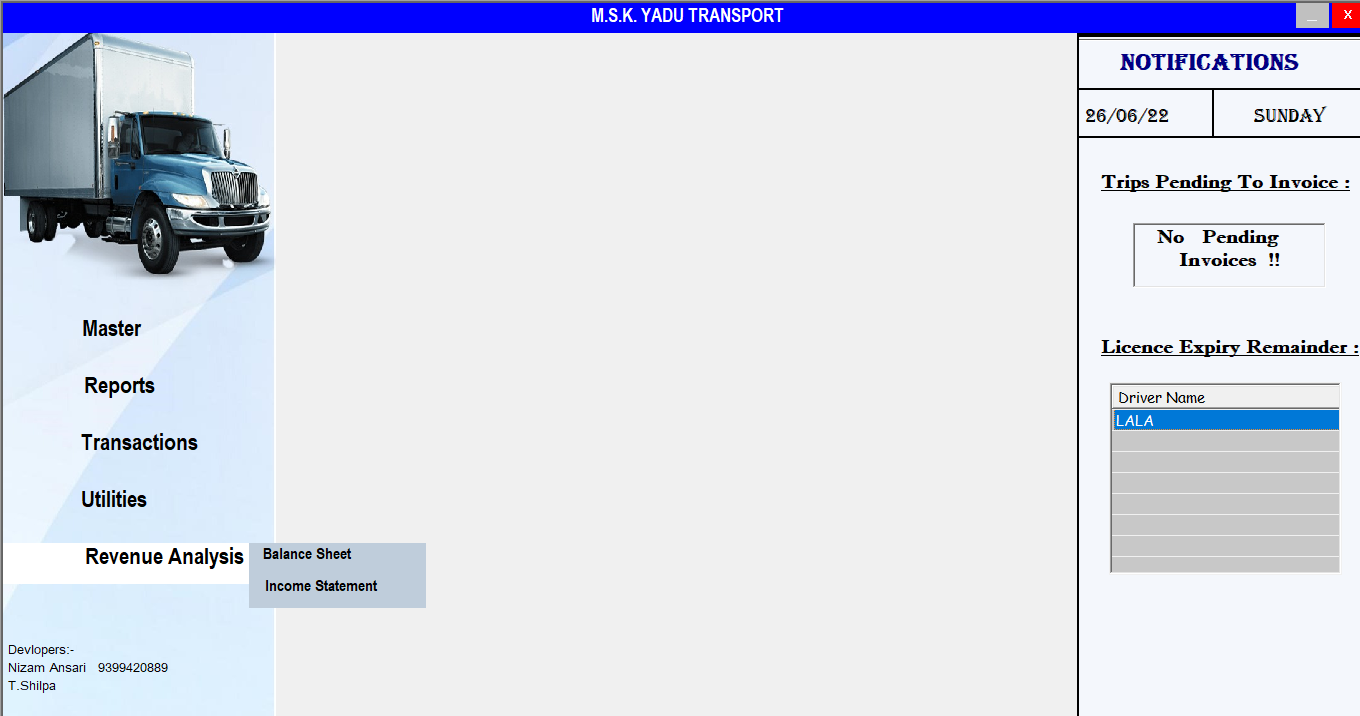 M.S.K. YADU TRANSPORT
_ X
NOTIFICATIONS
26/06/22 SUNDAY
Trips Pending To Invoice :
No Pending
Invoices !!
Licence Expiry Remainder :
Driver Name
LALA
Master
Reports
Transactions
Utilities
Revenue Analysis
Balance Sheet
Income Statement
Devlopers:-
Nizam Ansari 9399420889
T.Shilpa